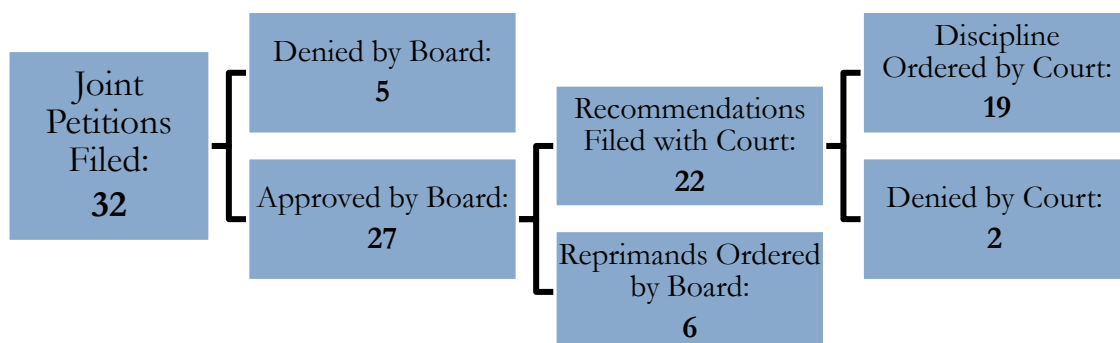 Joint
Petitions
Filed:
32
Denied by Board:
5
Approved by Board:
27
Recommendations
Filed with Court:
22
Reprimands Ordered
by Board:
6
Discipline
Ordered by Court:
19
Denied by Court:
2